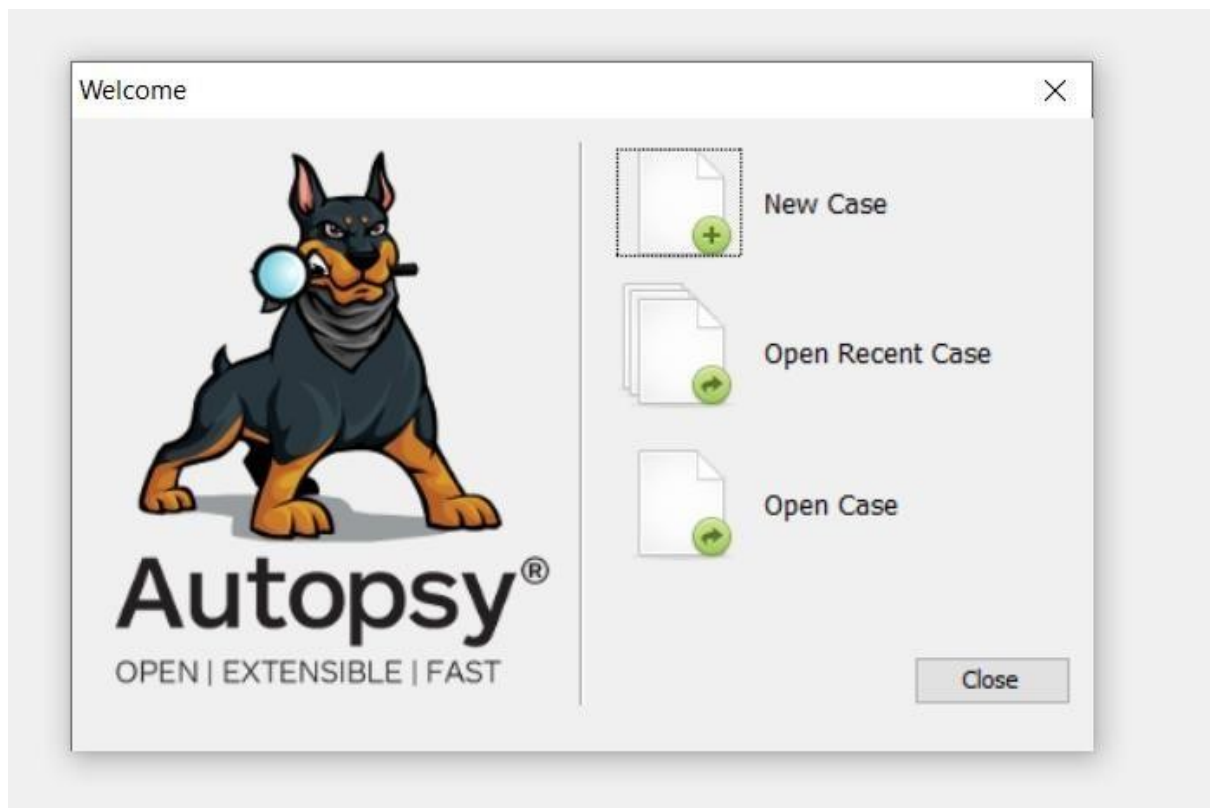 Welcome
New Case
Open Recent Case
Open Case
Autopsy®
OPEN | EXTENSIBLE | FAST
Close